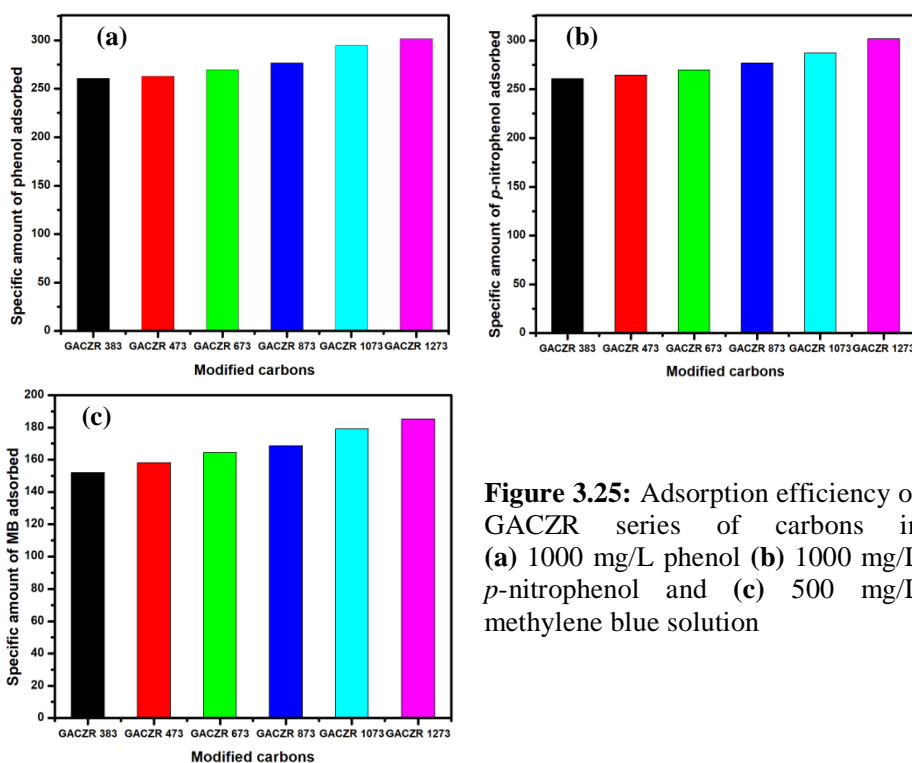 (a)
300
250
200
150
100
50
0
Specific amount of phenol adsorbed
GACZR 383 GACZR 473 GACZR 673 GACZR 873 GACZR 1073 GACZR 1273
Modified carbons
(b)
300
250
200
150
100
50
0
Specific amount of p-nitrophenol adsorbed
GACZR 383 GACZR 473 GACZR 673 GACZR 873 GACZR 1073 GACZR 1273
Modified carbons
(c)
200
180
160
140
120
100
80
60
40
20
0
Specific amount of MB adsorbed
GACZR 383 GACZR 473 GACZR 673 GACZR 873 GACZR 1073 GACZR 1273
Modified carbons
Figure 3.25: Adsorption efficiency o
GACZR series of carbons in
(a) 1000 mg/L phenol (b) 1000 mg/L
p-nitrophenol and (c) 500 mg/L
methylene blue solution